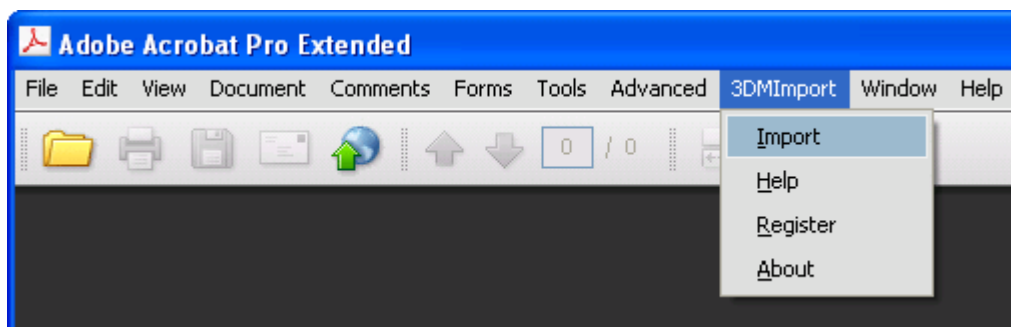 Adobe Acrobat Pro Extended
File Edit View Document Comments Forms Tools Advanced 3DMImport Window Help
0 / 0
Import
Help
Register
About